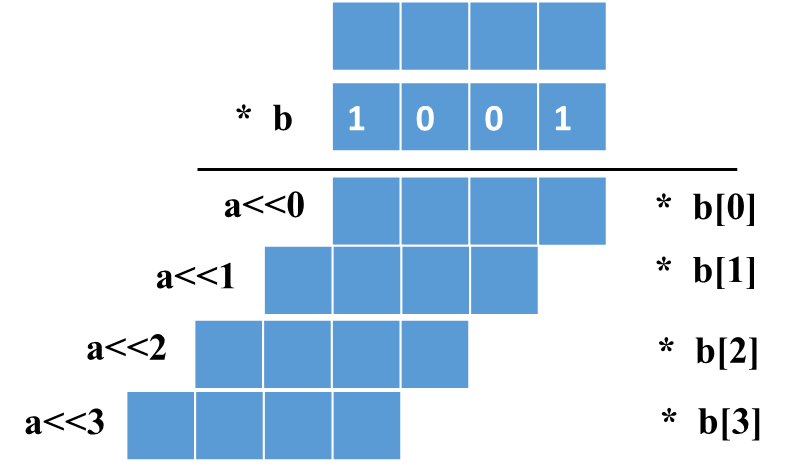 * b 1 0 0 1
a<<0 * b[0]
a<<1 * b[1]
a<<2 * b[2]
a<<3 * b[3]